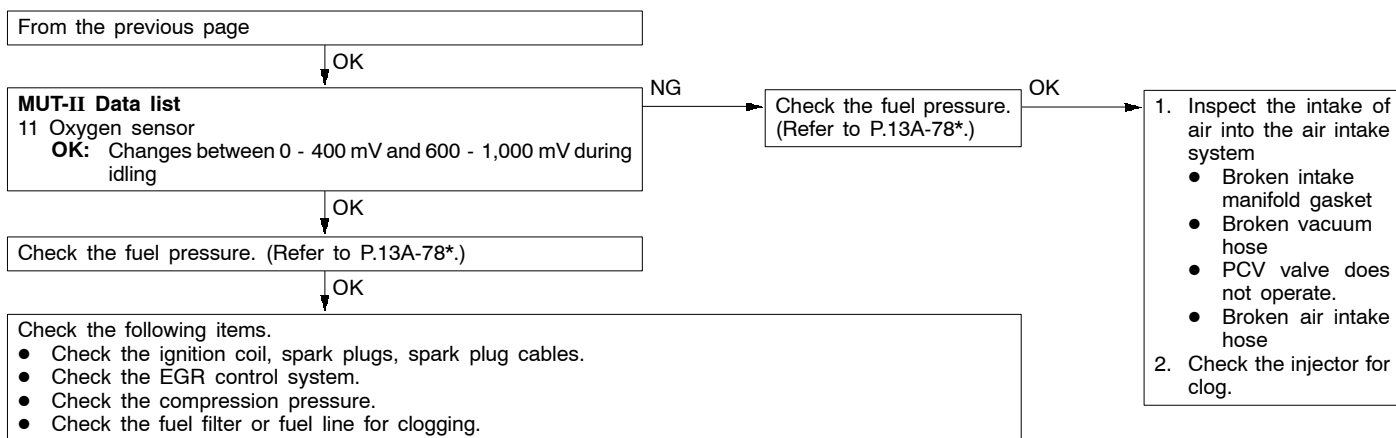 From the previous page
OK
MUT-II Data list
11 Oxygen sensor
OK: Changes between 0 - 400 mV and 600 - 1,000 mV during
idling
NG
Check the fuel pressure.
(Refer to P.13A-78*.)
OK
1. Inspect the intake of
air into the air intake
system
● Broken intake
manifold gasket
● Broken vacuum
hose
● PCV valve does
not operate.
● Broken air intake
hose
2. Check the injector for
clog.
OK
Check the fuel pressure. (Refer to P.13A-78*.)
OK
Check the following items.
● Check the ignition coil, spark plugs, spark plug cables.
● Check the EGR control system.
● Check the compression pressure.
● Check the fuel filter or fuel line for clogging.